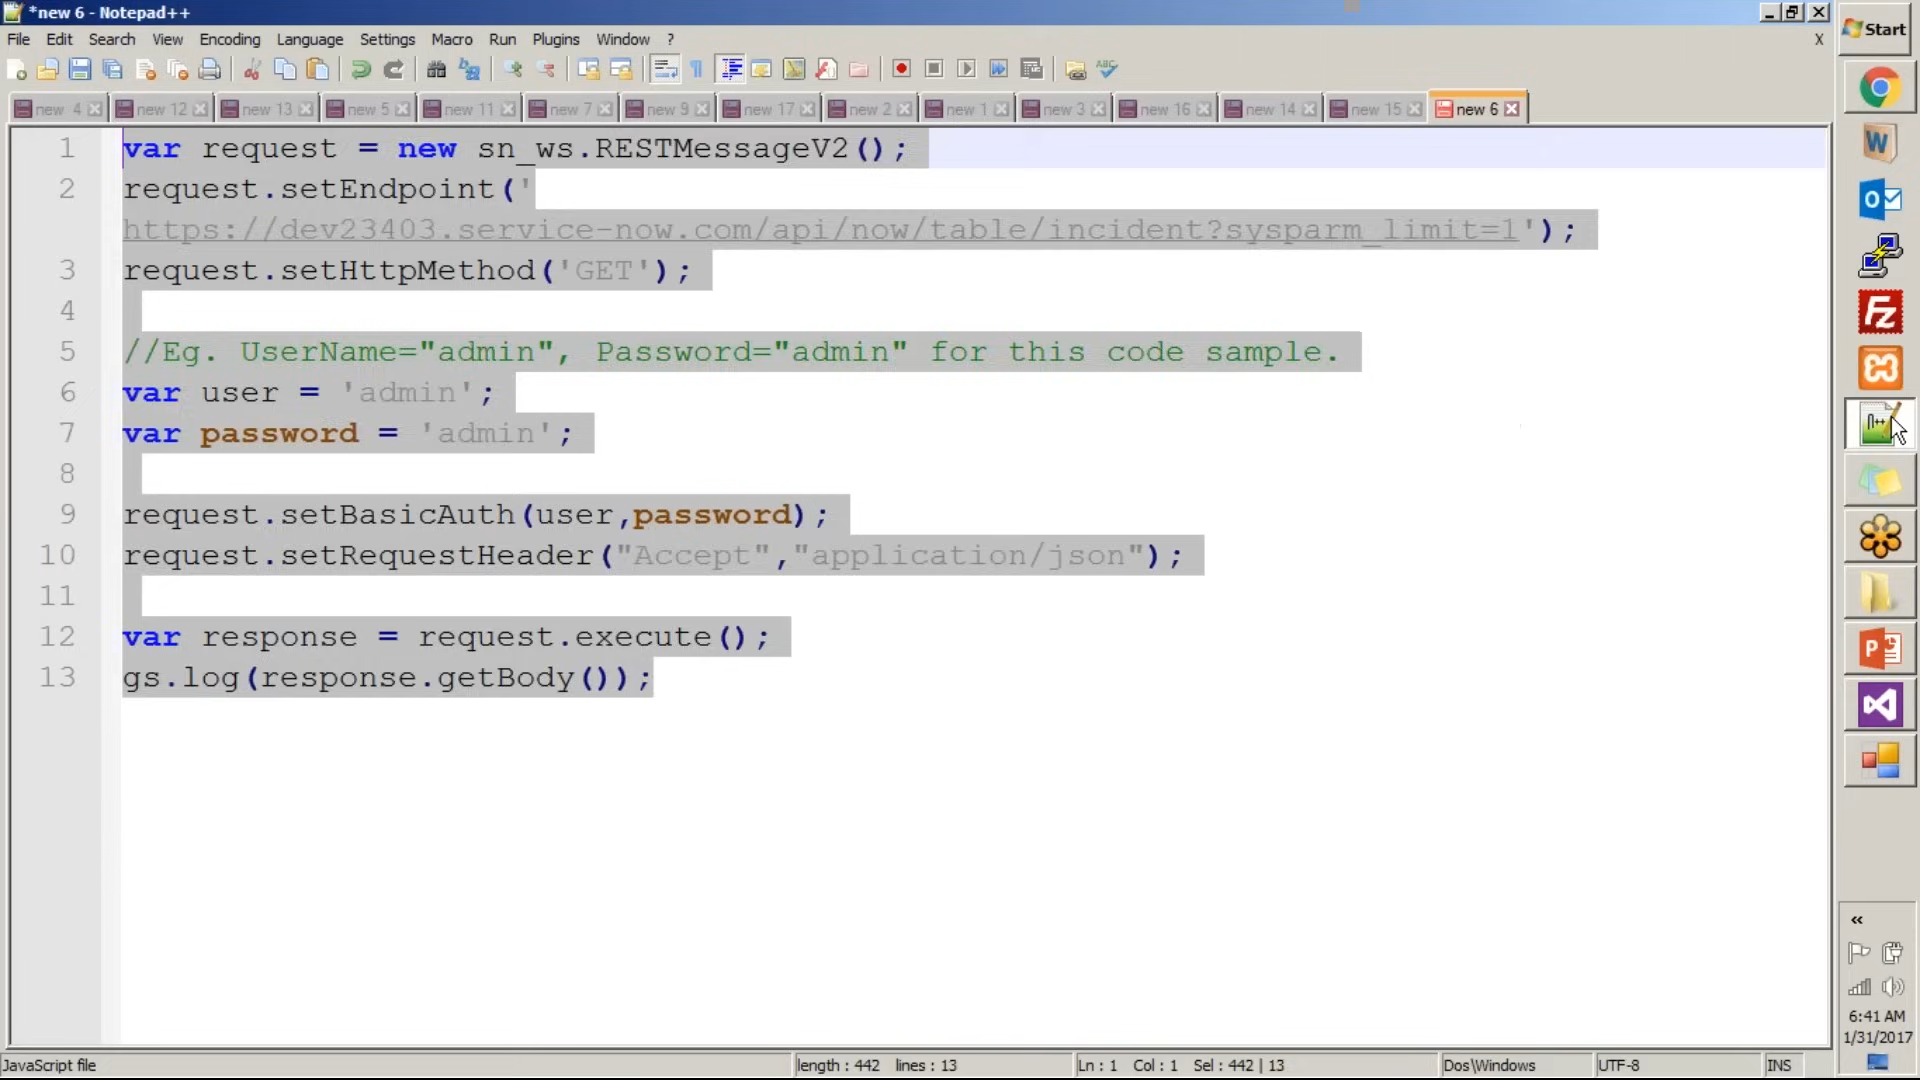 *new 6 - Notepad++
Start
File Edit Search View Encoding Language Settings Macro Run Plugins Window ? X
new 4 new 12 new 13 new 5 new 11 new 7 new 9 new 17 new 2 new 1 new 3 new 16 new 14 new 15 new 6
1 var request = new sn_ws.RESTMessageV2();
2 request.setEndpoint('
https://dev23403.service-now.com/api/now/table/incident?sysparm_limit=1');
3 request.setHttpMethod('GET');
4
5 //Eg. UserName="admin", Password="admin" for this code sample.
6 var user = 'admin';
7 var password = 'admin';
8
9 request.setBasicAuth(user,password);
10 request.setRequestHeader("Accept","application/json");
11
12 var response = request.execute();
13 gs.log(response.getBody());
6:41 AM
1/31/2017
JavaScript file length : 442 lines : 13 Ln : 1 Col : 1 Sel : 442 | 13 Dos\Windows UTF-8 INS